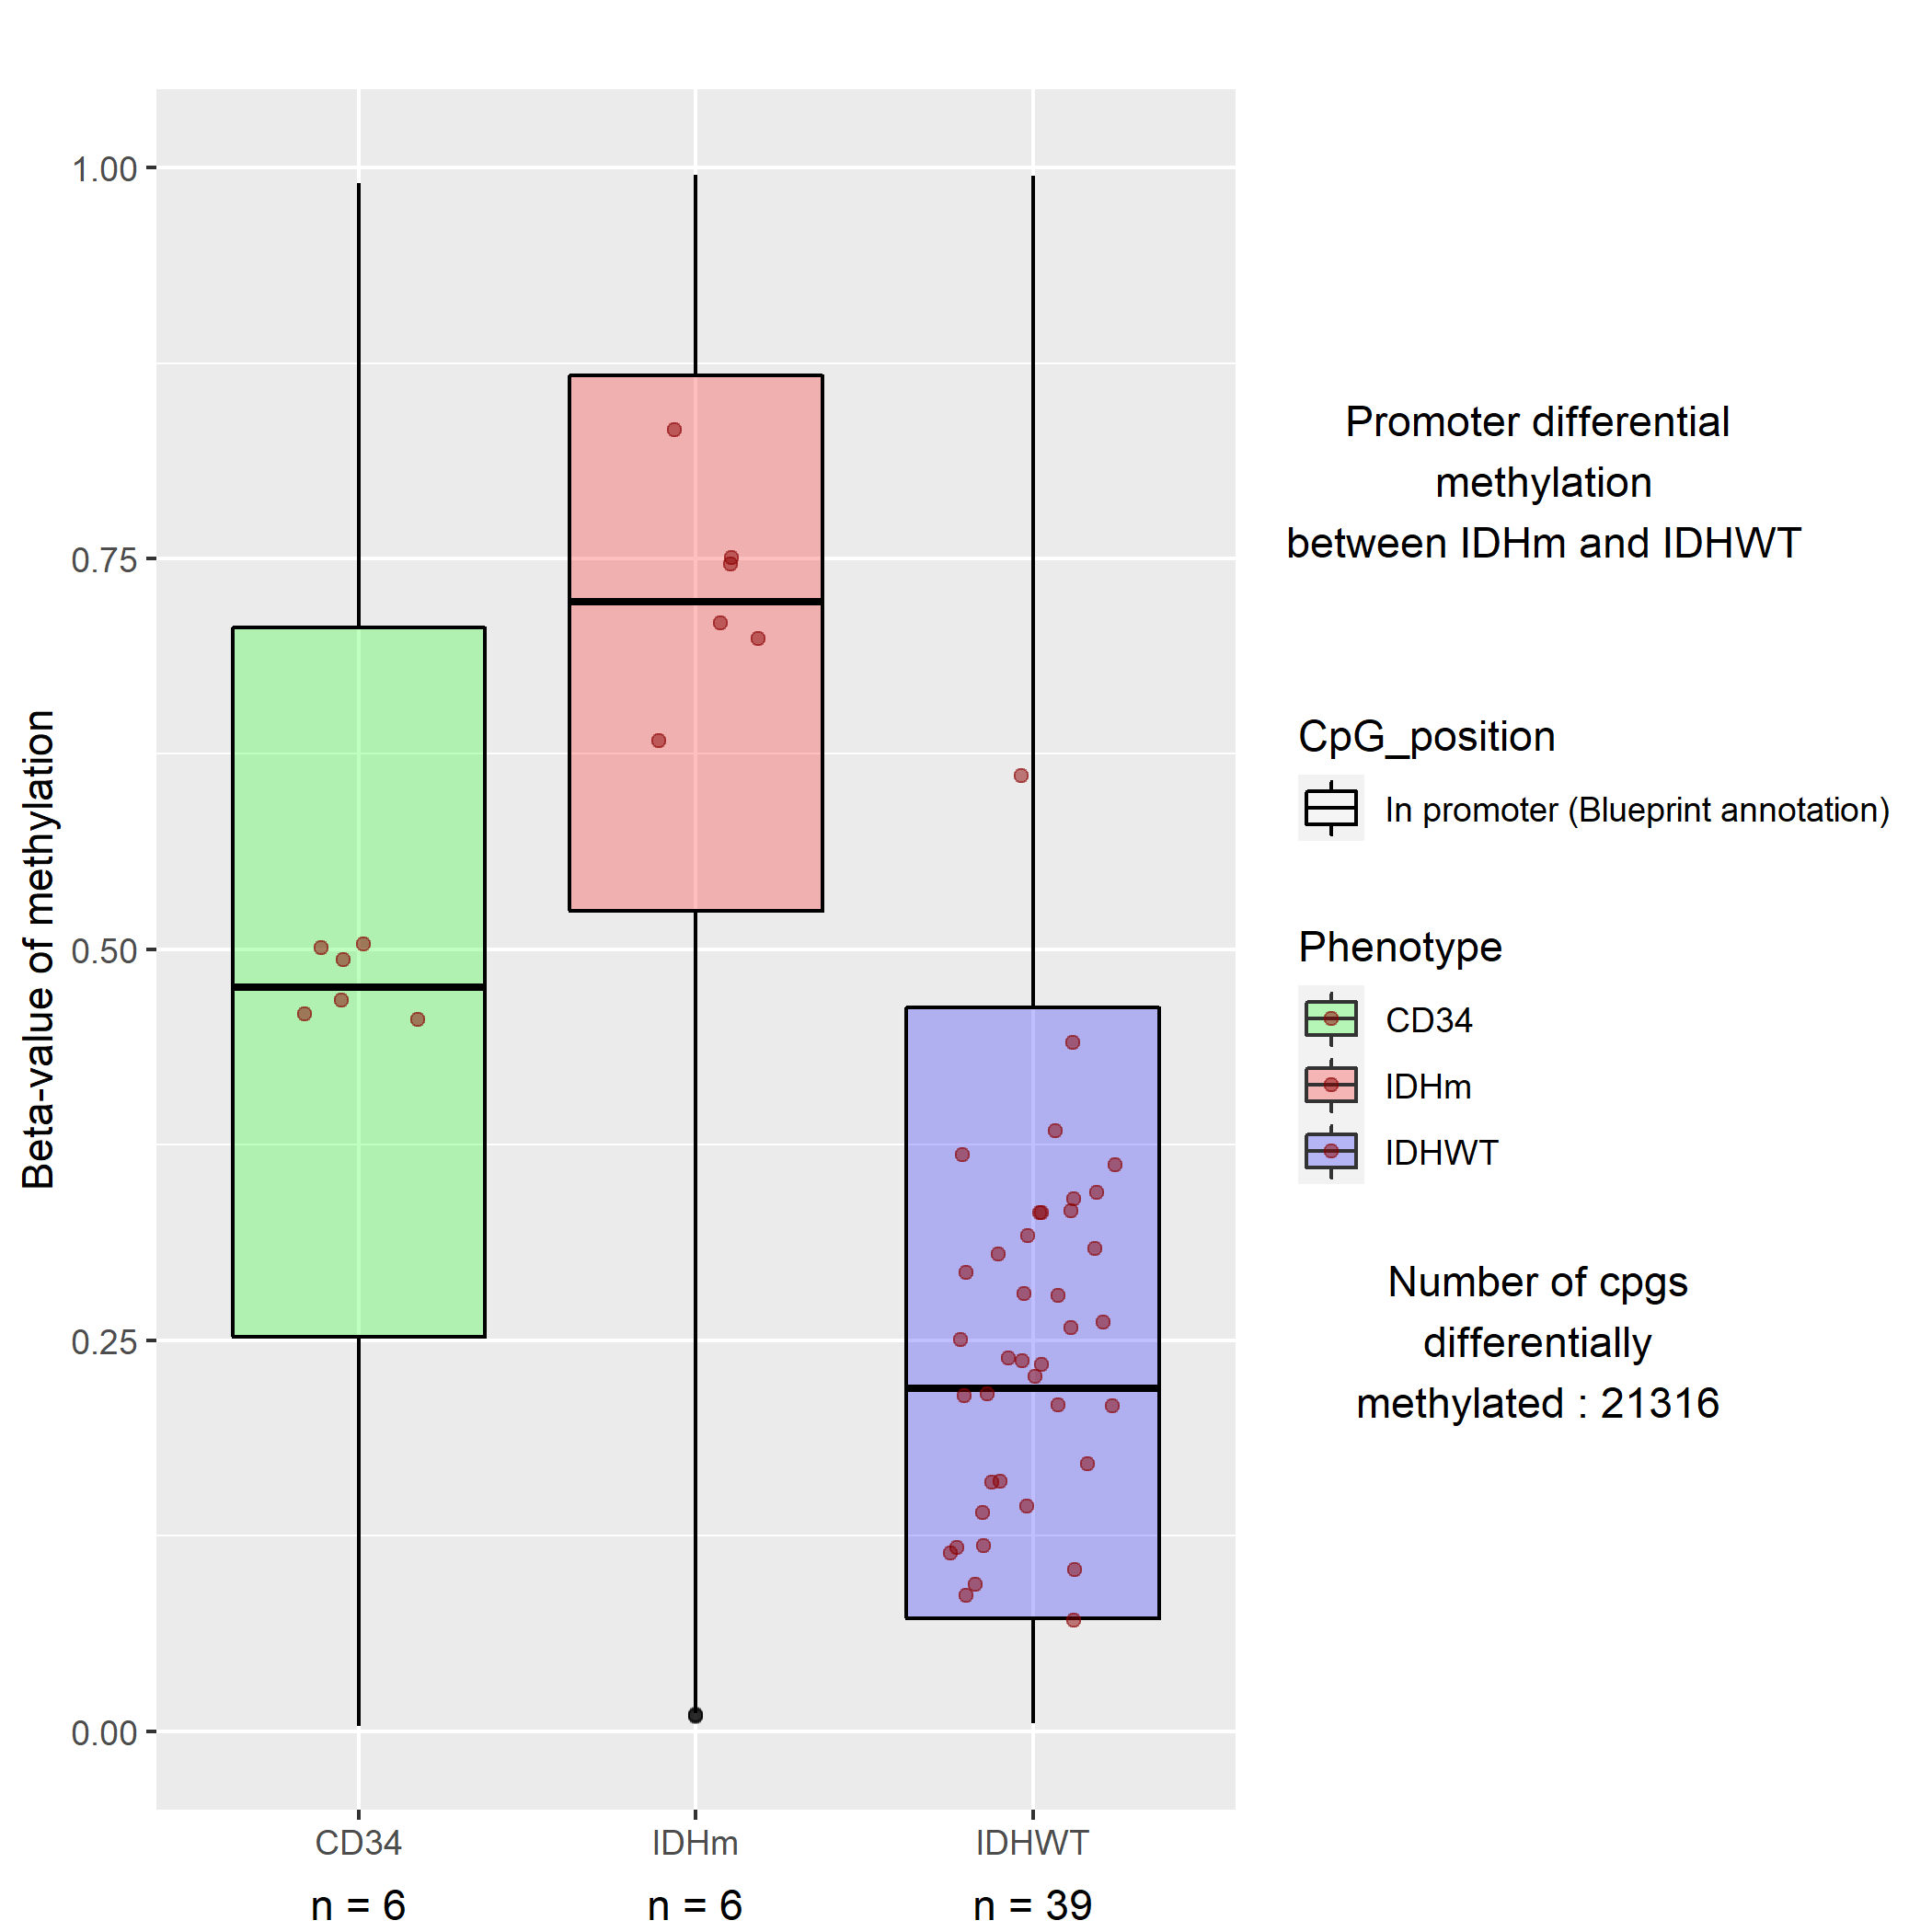 1.00
0.75
0.50
0.25
0.00
Beta-value of methylation
CD34
IDHm
IDHWT
n = 6
n = 6
n = 39
Promoter differential
methylation
between IDHm and IDHWT
CpG_position
In promoter (Blueprint annotation)
Phenotype
CD34
IDHm
IDHWT
Number of cpgs
differentially
methylated : 21316